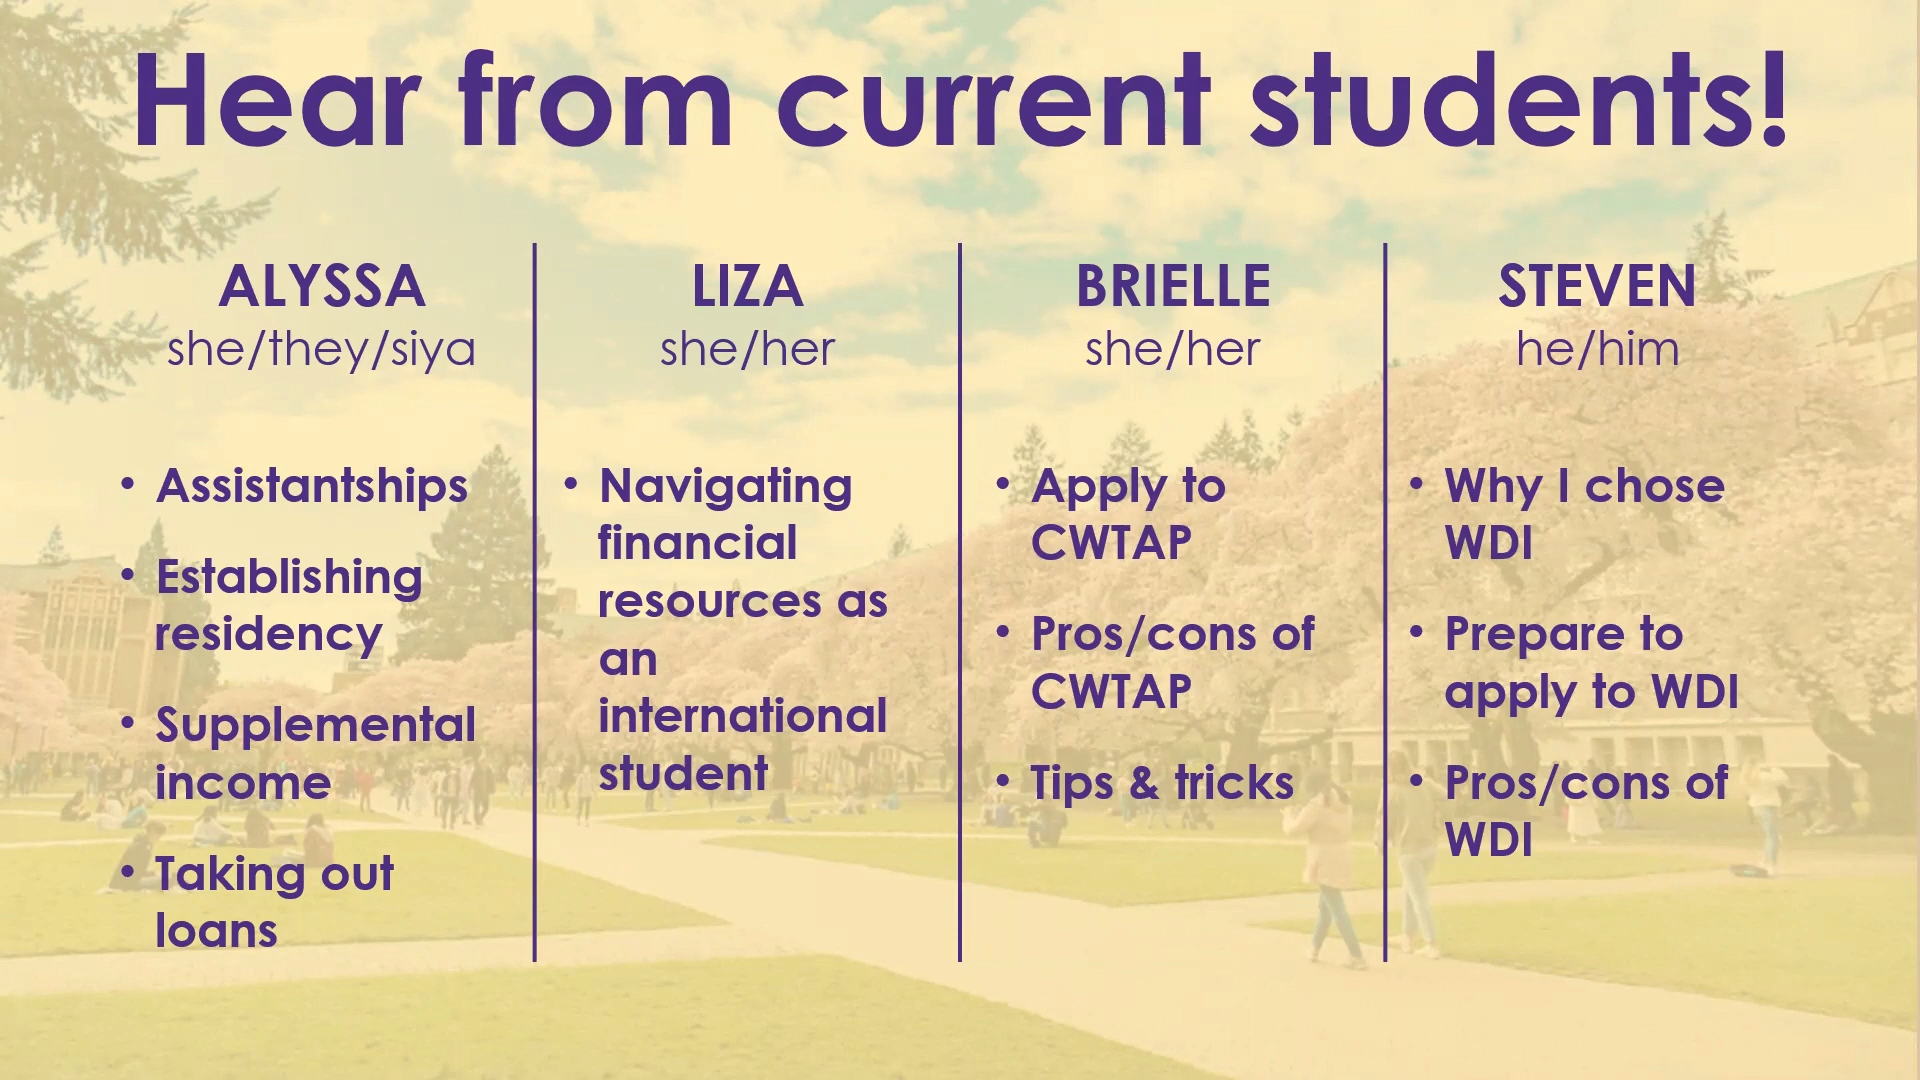 Hear from current students!
ALYSSA
she/they/siya
• Assistantships
• Establishing
residency
• Supplemental
income
• Taking out
loans
LIZA
she/her
• Navigating
financial
resources as
an
international
student
BRIELLE
she/her
• Apply to
CWTAP
• Pros/cons of
CWTAP
• Tips & tricks
STEVEN
he/him
• Why I chose
WDI
• Prepare to
apply to WDI
• Pros/cons of
WDI